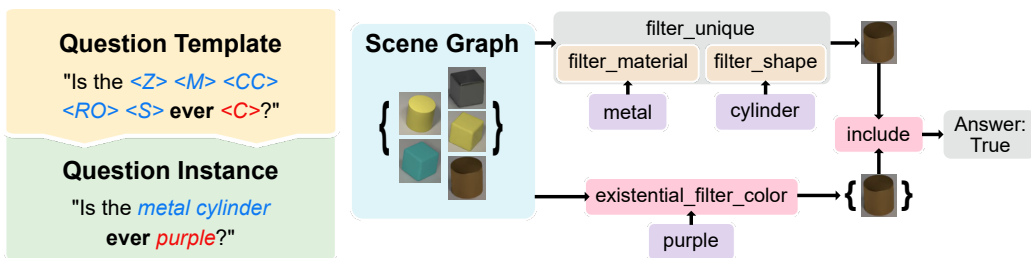 Question Template
"Is the <Z> <M> <CC>
<RO> <S> ever <C>?"
Question Instance
"Is the metal cylinder
ever purple?"
Scene Graph
{ }
filter_unique
filter_material
filter_shape
metal
cylinder
include
Answer:
True
existential_filter_color
{ }
purple